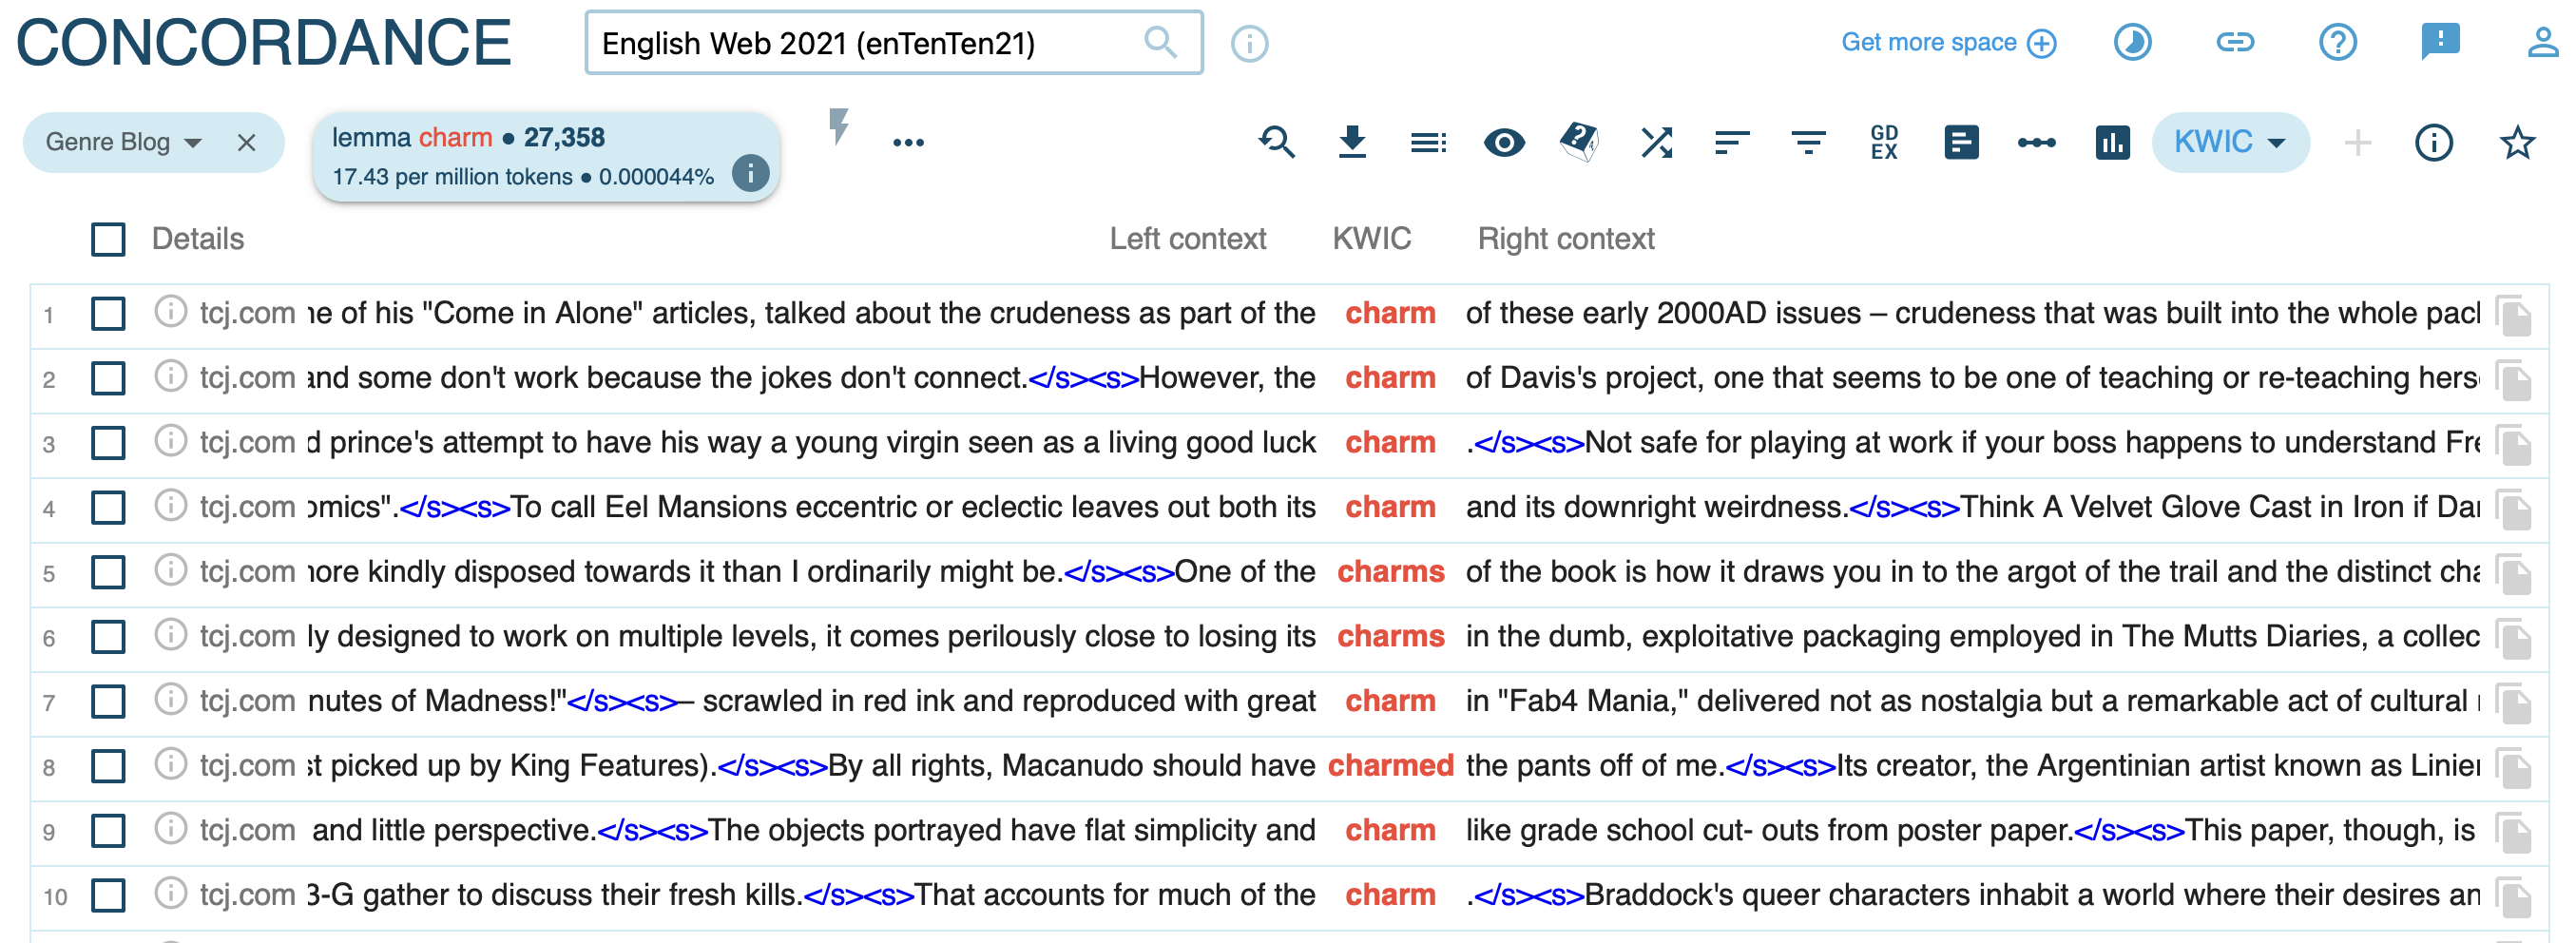 CONCORDANCE English Web 2021 (enTenTen21) Get more space
Genre Blog lemma charm ● 27,358 GD EX KWIC
17.43 per million tokens ● 0.000044%
Details Left context KWIC Right context
1 tcj.com of his "Come in Alone" articles, talked about the crudeness as part of the charm of these early 2000AD issues – crudeness that was built into the whole
2 tcj.com and some don't work because the jokes don't connect.</s><s>However, the charm of Davis's project, one that seems to be one of teaching or re-teaching
3 tcj.com prince's attempt to have his way a young virgin seen as a living good luck charm .</s><s>Not safe for playing at work if your boss happens to understand
4 tcj.com omics".</s><s>To call Eel Mansions eccentric or eclectic leaves out both its charm and its downright weirdness.</s><s>Think A Velvet Glove Cast in Iron if
5 tcj.com more kindly disposed towards it than I ordinarily might be.</s><s>One of the charms of the book is how it draws you in to the argot of the trail and the distinct
6 tcj.com ly designed to work on multiple levels, it comes perilously close to losing its charms in the dumb, exploitative packaging employed in The Mutts Diaries, a collec
7 tcj.com nutes of Madness!"</s><s>– scrawled in red ink and reproduced with great charm in "Fab4 Mania," delivered not as nostalgia but a remarkable act of cultural
8 tcj.com st picked up by King Features).</s><s>By all rights, Macanudo should have charmed the pants off of me.</s><s>Its creator, the Argentinian artist known as Linier
9 tcj.com and little perspective.</s><s>The objects portrayed have flat simplicity and charm like grade school cut- outs from poster paper.</s><s>This paper, though, is
10 tcj.com 3-G gather to discuss their fresh kills.</s><s>That accounts for much of the charm .</s><s>Braddock's queer characters inhabit a world where their desires an